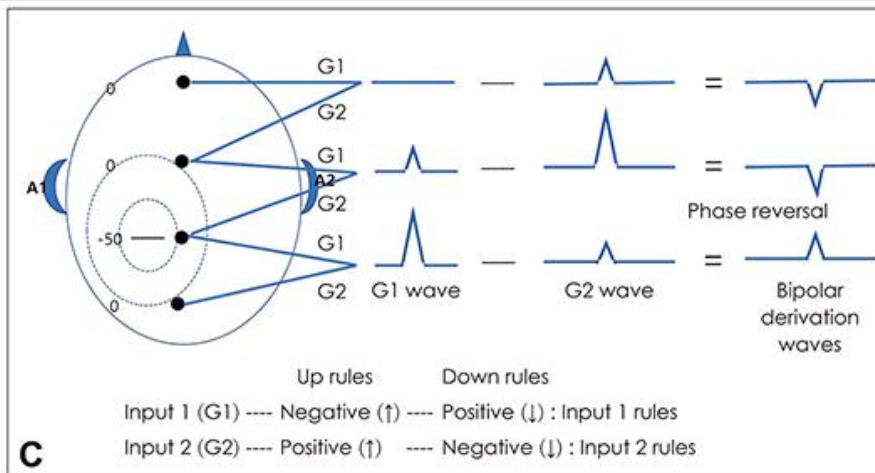 G1
0
G2
0
G1
A1
A2
G2
Phase reversal
-50
G1
G2
0
G1 wave
G2 wave
Bipolar
derivation
waves
Up rules Down rules
Input 1 (G1) ---- Negative (↑) ---- Positive (↓) : Input 1 rules
Input 2 (G2) ---- Positive (↑) ---- Negative (↓) : Input 2 rules
C